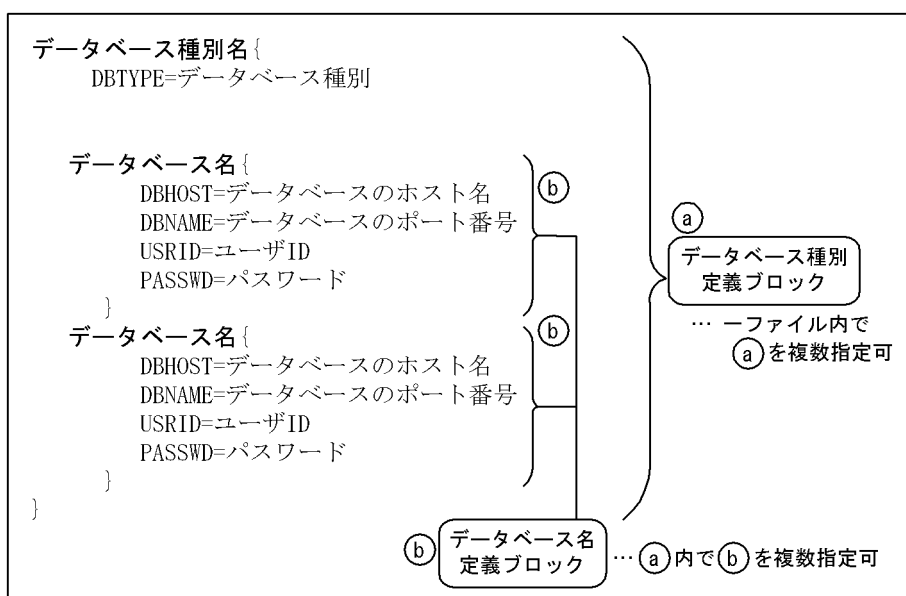 データベース種別名{
DBTYPE=データベース種別
データベース名{
DBHOST=データベースのホスト名
DBNAME=データベースのポート番号
USRID=ユーザID
PASSWD=パスワード
}
データベース名{
DBHOST=データベースのホスト名
DBNAME=データベースのポート番号
USRID=ユーザID
PASSWD=パスワード
}
}
ⓑ
ⓑ
ⓐ
データベース種別
定義ブロック
… 一ファイル内で
ⓐを複数指定可
ⓑ
データベース名
定義ブロック
…ⓐ内でⓑを複数指定可